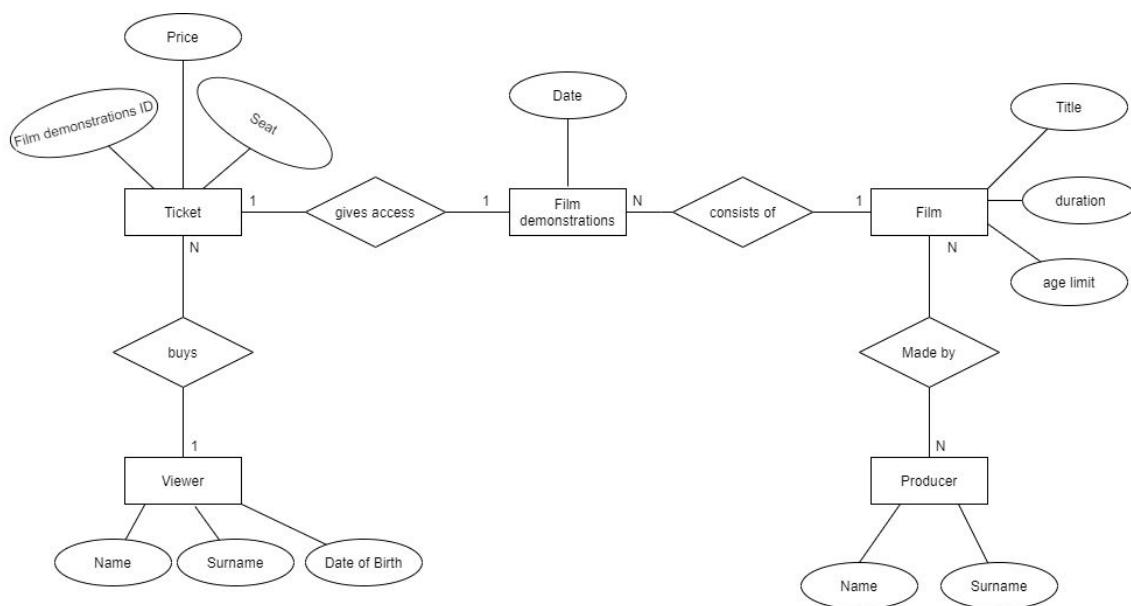 Price
Film demonstrations ID
Seat
Date
Title
Ticket
1
gives access
1
Film
demonstrations
N
consists of
1
Film
duration
N
N
age limit
buys
Made by
1
N
Viewer
Producer
Name
Surname
Date of Birth
Name
Surname